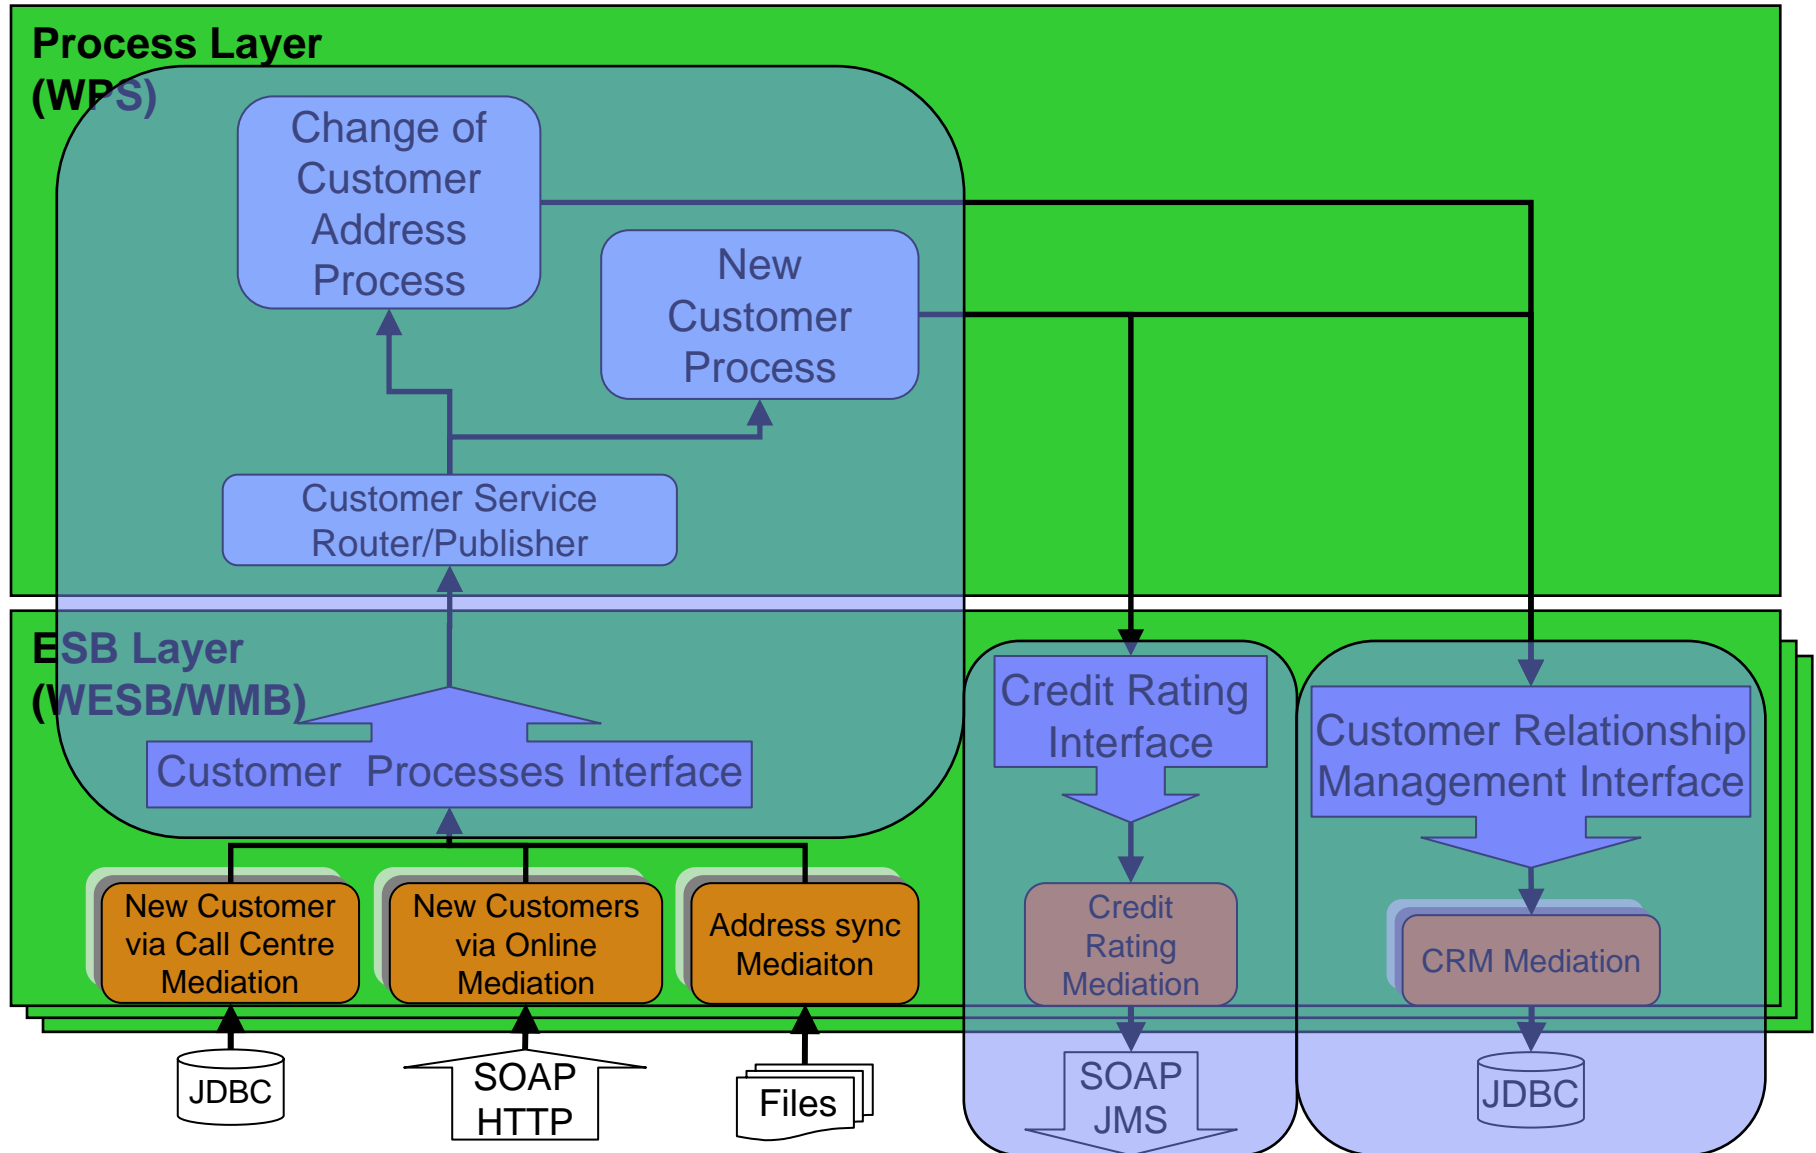 Process Layer
(WPS)
Change of
Customer
Address
Process
New
Customer
Process
Customer Service
Router/Publisher
ESB Layer
(WESB/WMB)
Customer Processes Interface
Credit Rating
Interface
Customer Relationship
Management Interface
New Customer
via Call Centre
Mediation
New Customers
via Online
Mediation
Address sync
Mediaiton
Credit
Rating
Mediation
CRM Mediation
JDBC
SOAP
HTTP
Files
SOAP
JMS
JDBC